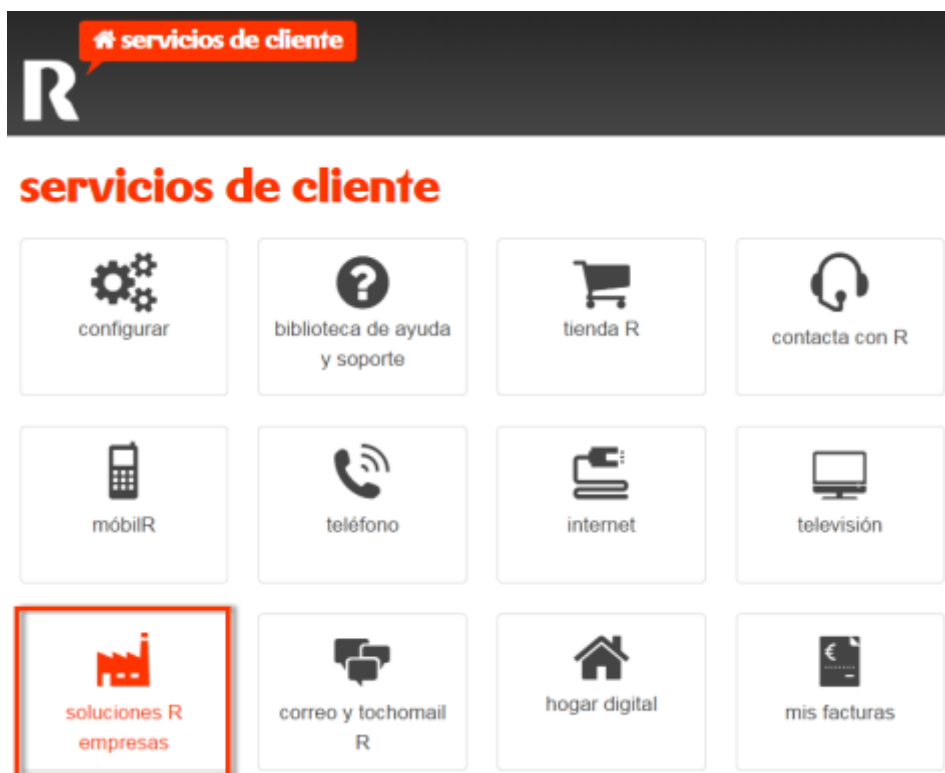 servicios de cliente
R
servicios de cliente
configurar
biblioteca de ayuda
y soporte
tienda R
contacta con R
móbilR
teléfono
internet
televisión
soluciones R
empresas
correo y tochomail
R
hogar digital
€
mis facturas